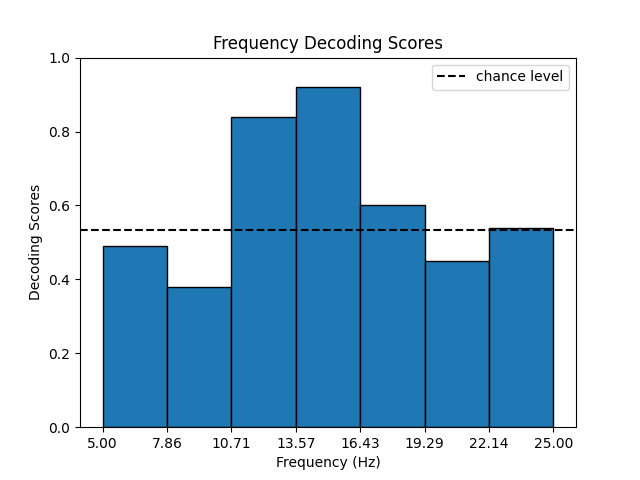 Frequency Decoding Scores
chance level
1.0
0.8
0.6
0.4
0.2
0.0
Decoding Scores
5.00 7.86 10.71 13.57 16.43 19.29 22.14 25.00
Frequency (Hz)